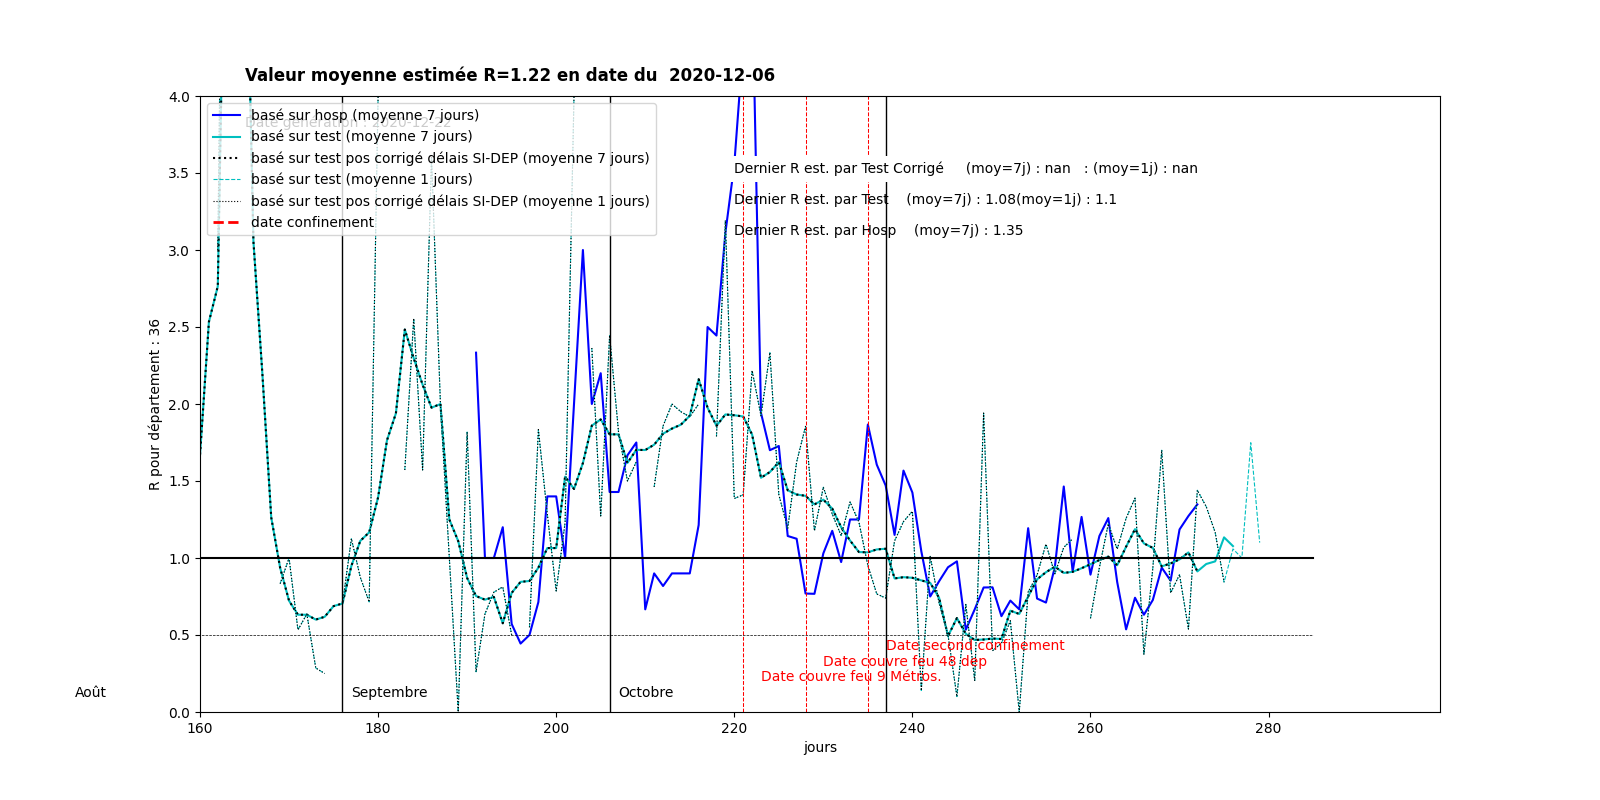 Valeur moyenne estimée R=1.22 en date du  2020-12-06
Date génération : 2020-12-22
basé sur hosp (moyenne 7 jours)
basé sur test (moyenne 7 jours)
basé sur test pos corrigé délais SI-DEP (moyenne 7 jours)
basé sur test (moyenne 1 jours)
basé sur test pos corrigé délais SI-DEP (moyenne 1 jours)
date confinement
Dernier R est. par Test Corrigé     (moy=7j) : nan   : (moy=1j) : nan
Dernier R est. par Test    (moy=7j) : 1.08(moy=1j) : 1.1
Dernier R est. par Hosp    (moy=7j) : 1.35
R pour département : 36
4.0
3.5
3.0
2.5
2.0
1.5
1.0
0.5
0.0
Date second confinement
Date couvre feu 48 dep
Date couvre feu 9 Métros.
Août
Septembre
Octobre
160 180 200 220 240 260 280
jours